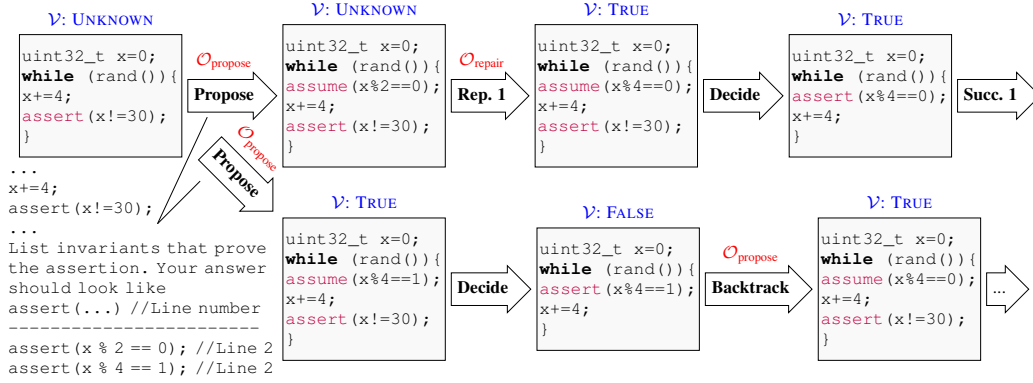 𝒱: UNKNOWN
uint32_t x=0;
while (rand()){
x+=4;
assert(x!=30);
}
𝒪propose
Propose
𝒱: UNKNOWN
uint32_t x=0;
while (rand()){
assume(x%2==0);
x+=4;
assert(x!=30);
}
𝒪repair
Rep. 1
𝒱: TRUE
uint32_t x=0;
while (rand()){
assume(x%4==0);
x+=4;
assert(x!=30);
}
Decide
𝒱: TRUE
uint32_t x=0;
while (rand()){
assert(x%4==0);
x+=4;
}
Succ. 1
...
x+=4;
assert(x!=30);
...
List invariants that prove
the assertion. Your answer
should look like
assert(...) //Line number
-------------------------
assert(x % 2 == 0); //Line 2
assert(x % 4 == 1); //Line 2
𝒪propose
Propose
𝒱: TRUE
uint32_t x=0;
while (rand()){
assume(x%4==1);
x+=4;
assert(x!=30);
}
Decide
𝒱: FALSE
uint32_t x=0;
while (rand()){
assert(x%4==1);
x+=4;
}
𝒪propose
Backtrack
𝒱: TRUE
uint32_t x=0;
while (rand()){
assume(x%4==0);
x+=4;
assert(x!=30);
}
...